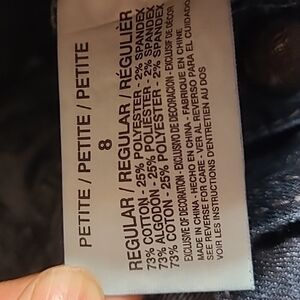 PETITE / PETITE / PETITE
8
REGULAR / REGULAR / RÉGULIER
73% COTTON - 25% POLYESTER - 2% SPANDEX
73% ALGODON - 25% POLIESTER - 2% SPANDEX
73% COTON - 25% POLYESTER - 2% SPANDEX
EXCLUSIVE OF DECORATION - EXCLUSIVO DE DECORACION - EXCLUSIF DE DÉCOR
MADE IN CHINA - HECHO EN CHINA - FABRIQUE EN CHINE
SEE REVERSE FOR CARE - VER AL REVERSO PARA EL CUIDADO
VOIR LES INSTRUCTIONS D'ENTRETIEN AU DOS